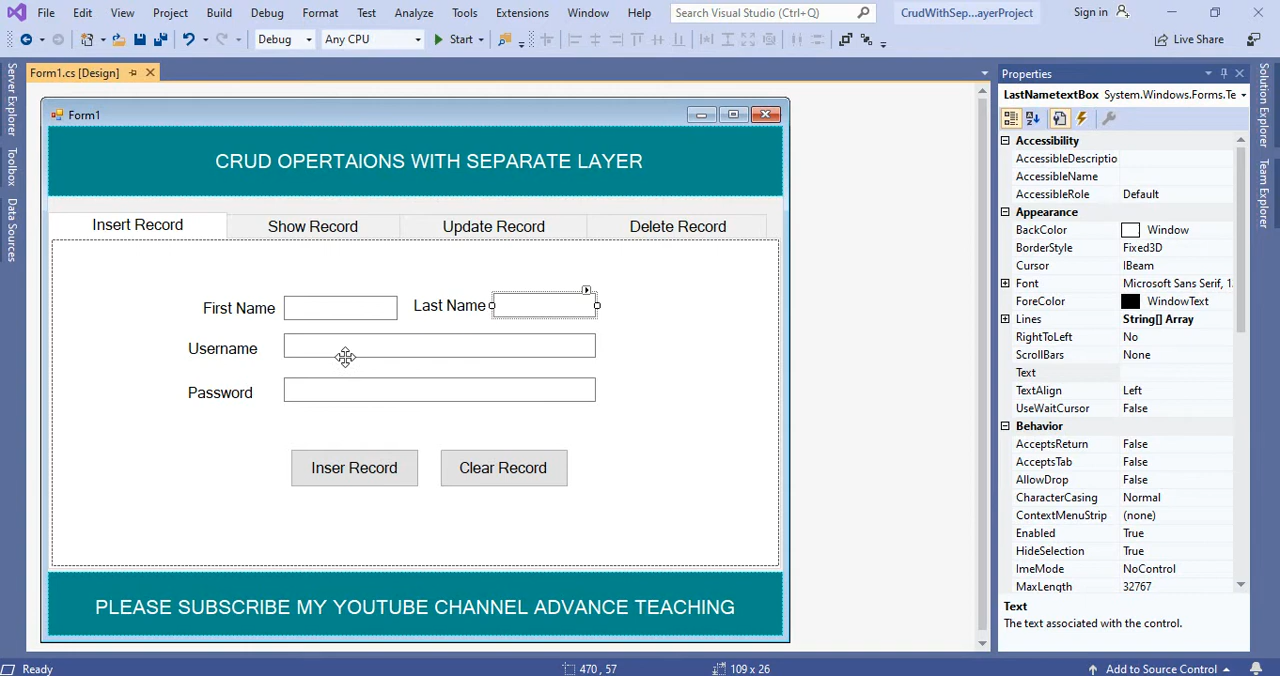 File Edit View Project Build Debug Format Test Analyze Tools Extensions Window Help Search Visual Studio (Ctrl+Q) CrudWithSep...ayerProject Sign in
Debug Any CPU Start Live Share
Form1.cs [Design]
Server Explorer
Toolbox
Data Sources
Form1
CRUD OPERTAIONS WITH SEPARATE LAYER
Insert Record Show Record Update Record Delete Record
First Name Last Name
Username
Password
Inser Record Clear Record
PLEASE SUBSCRIBE MY YOUTUBE CHANNEL ADVANCE TEACHING
Properties
LastNametextBox System.Windows.Forms.Te
Accessibility
AccessibleDescriptio
AccessibleName
AccessibleRole Default
Appearance
BackColor Window
BorderStyle Fixed3D
Cursor IBeam
Font Microsoft Sans Serif, 1
ForeColor WindowText
Lines String[] Array
RightToLeft No
ScrollBars None
Text
TextAlign Left
UseWaitCursor False
Behavior
AcceptsReturn False
AcceptsTab False
AllowDrop False
CharacterCasing Normal
ContextMenuStrip (none)
Enabled True
HideSelection True
ImeMode NoControl
MaxLength 32767
Text
The text associated with the control.
Solution Explorer
Team Explorer
Ready 470, 57 109 x 26 Add to Source Control